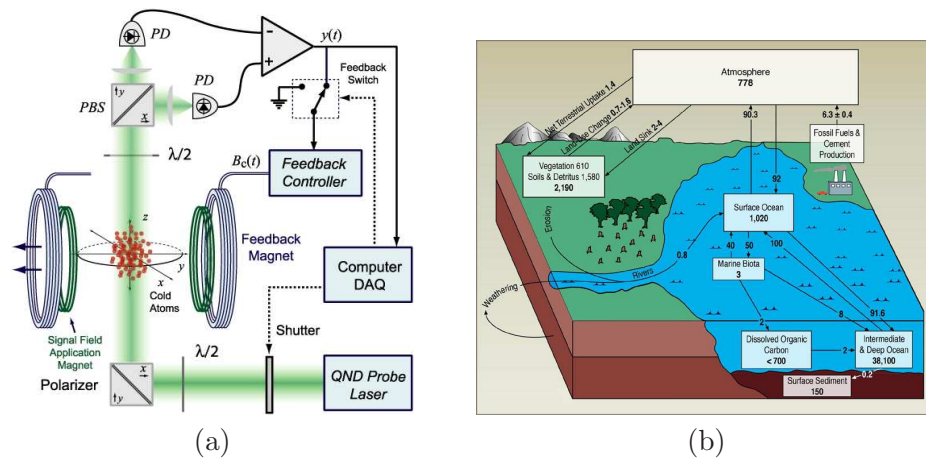 PD
y(t)
-
+
Feedback
Switch
PD
PBS
y
x
λ/2
Bc(t)
Feedback
Controller
z
y
x
Cold
Atoms
Feedback
Magnet
Computer
DAQ
Signal Field
Application
Magnet
Shutter
Polarizer
λ/2
x
y
QND Probe
Laser
(a)
Atmosphere
778
Net Terrestrial Uptake 1.4
Land Use Change 0.7-1.6
Land Sink 2-4
90.3
6.3 ± 0.4
Fossil Fuels &
Cement
Production
Vegetation 610
Soils & Detritus 1,580
2,190
92
Surface Ocean
1,020
Erosion
0.8
40
50
100
Rivers
Marine Biota
3
Weathering
8
91.6
2
Dissolved Organic
Carbon
<700
2
Intermediate
& Deep Ocean
38,100
0.2
Surface Sediment
150
(b)